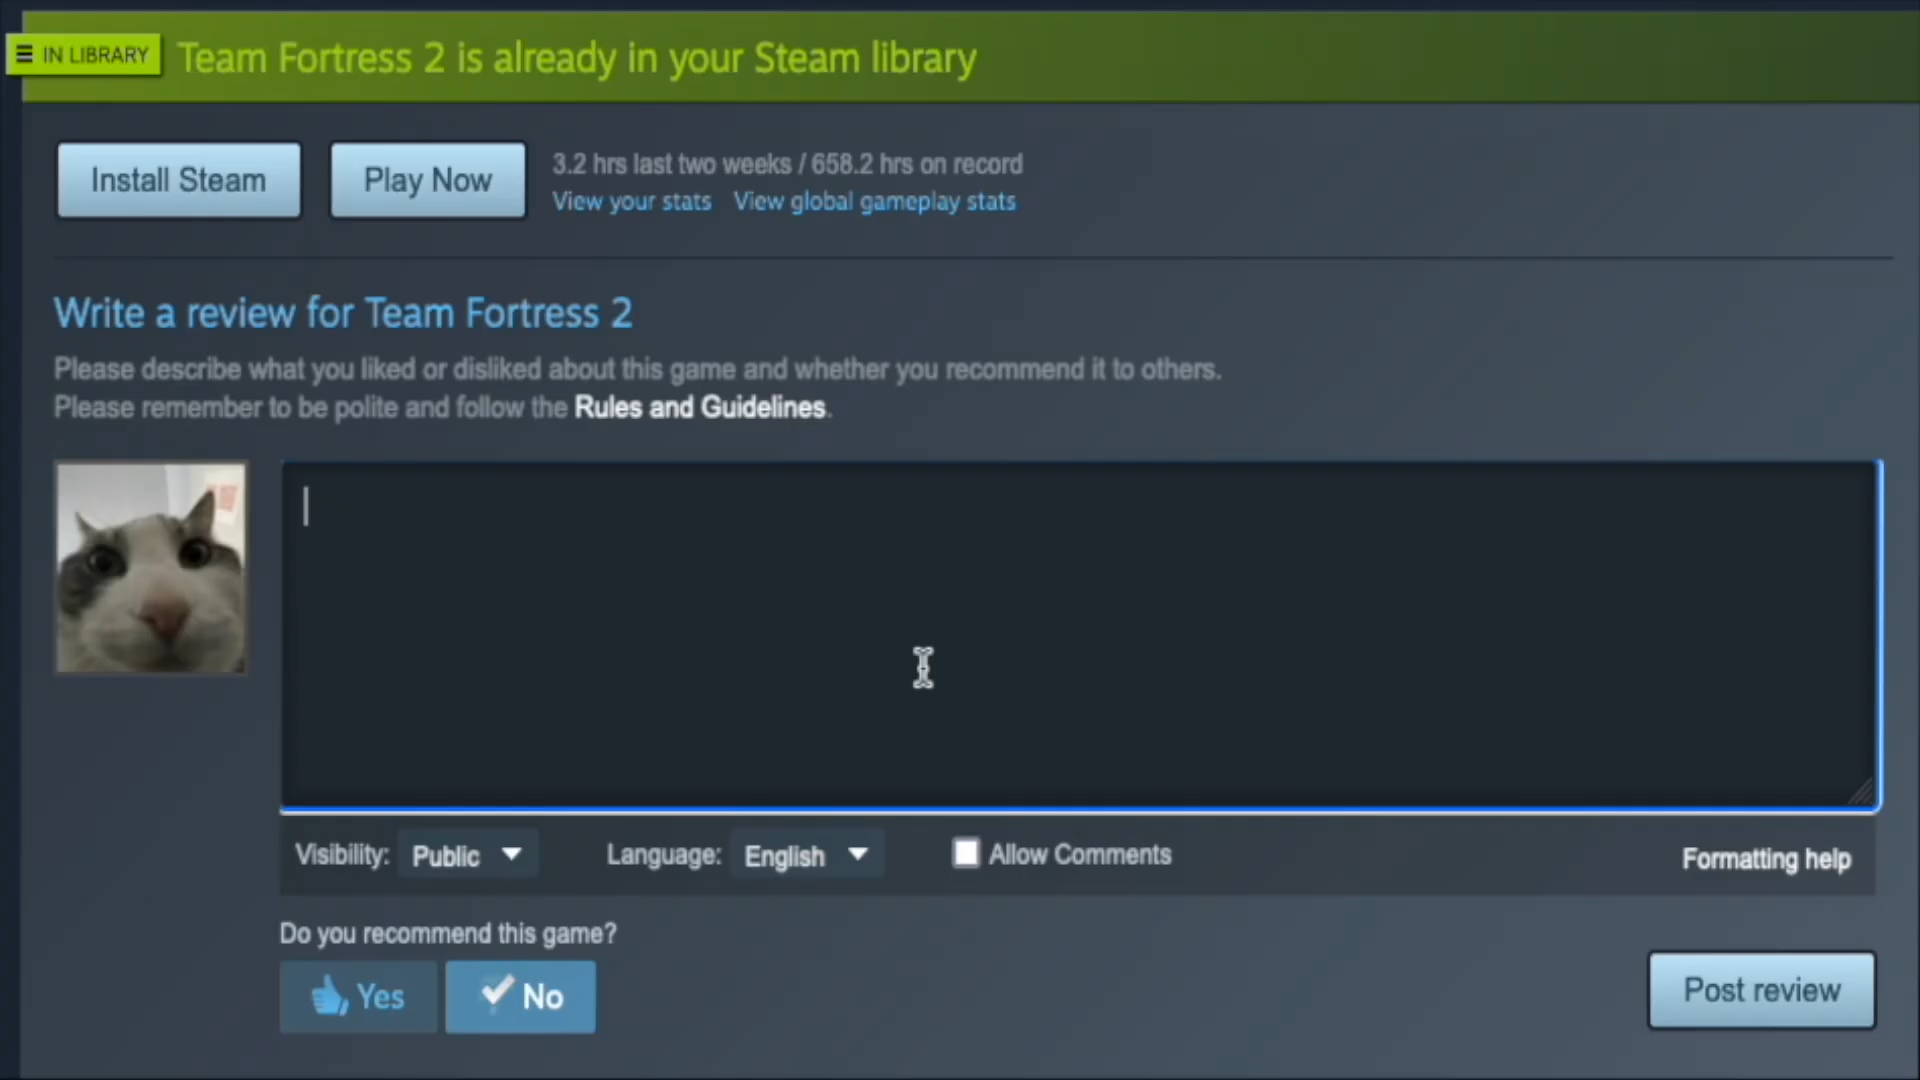 IN LIBRARY
Team Fortress 2 is already in your Steam library
Install Steam
Play Now
3.2 hrs last two weeks / 658.2 hrs on record
View your stats View global gameplay stats
Write a review for Team Fortress 2
Please describe what you liked or disliked about this game and whether you recommend it to others.
Please remember to be polite and follow the Rules and Guidelines.
Visibility: Public
Language: English
Allow Comments
Formatting help
Do you recommend this game?
Yes
No
Post review